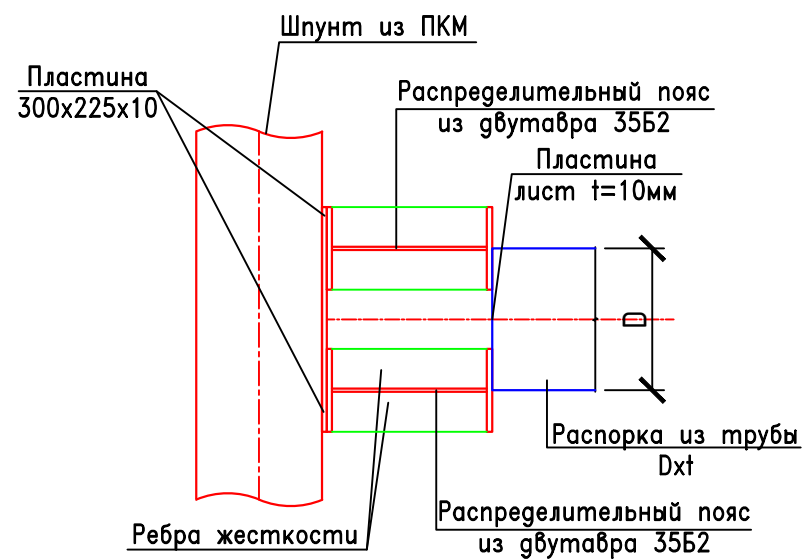 Шпунт из ПКМ
Пластина
300х225х10
Распределительный пояс
из двутавра 35Б2
Пластина
лист t=10мм
D
Распорка из трубы
Dxt
Распределительный пояс
из двутавра 35Б2
Ребра жесткости